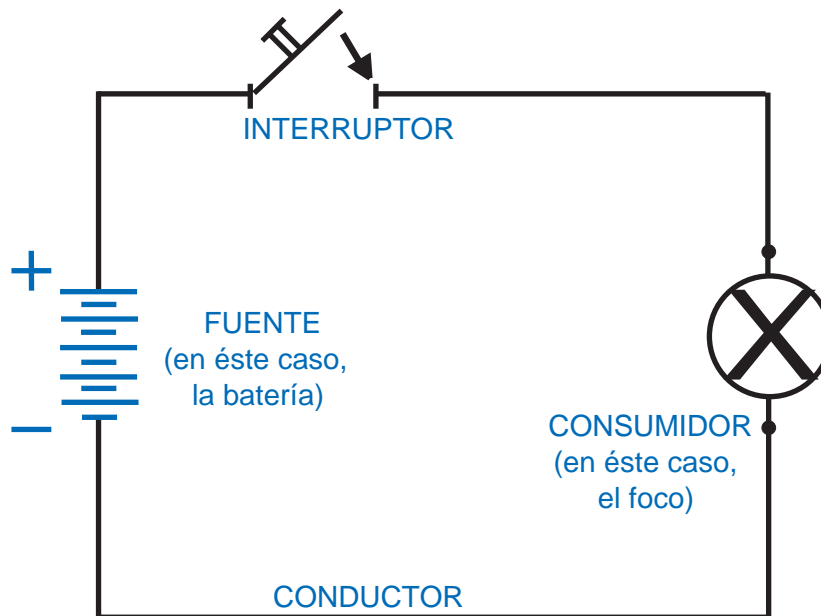 INTERRUPTOR
+
FUENTE
(en éste caso,
la batería)
−
CONSUMIDOR
(en éste caso,
el foco)
CONDUCTOR